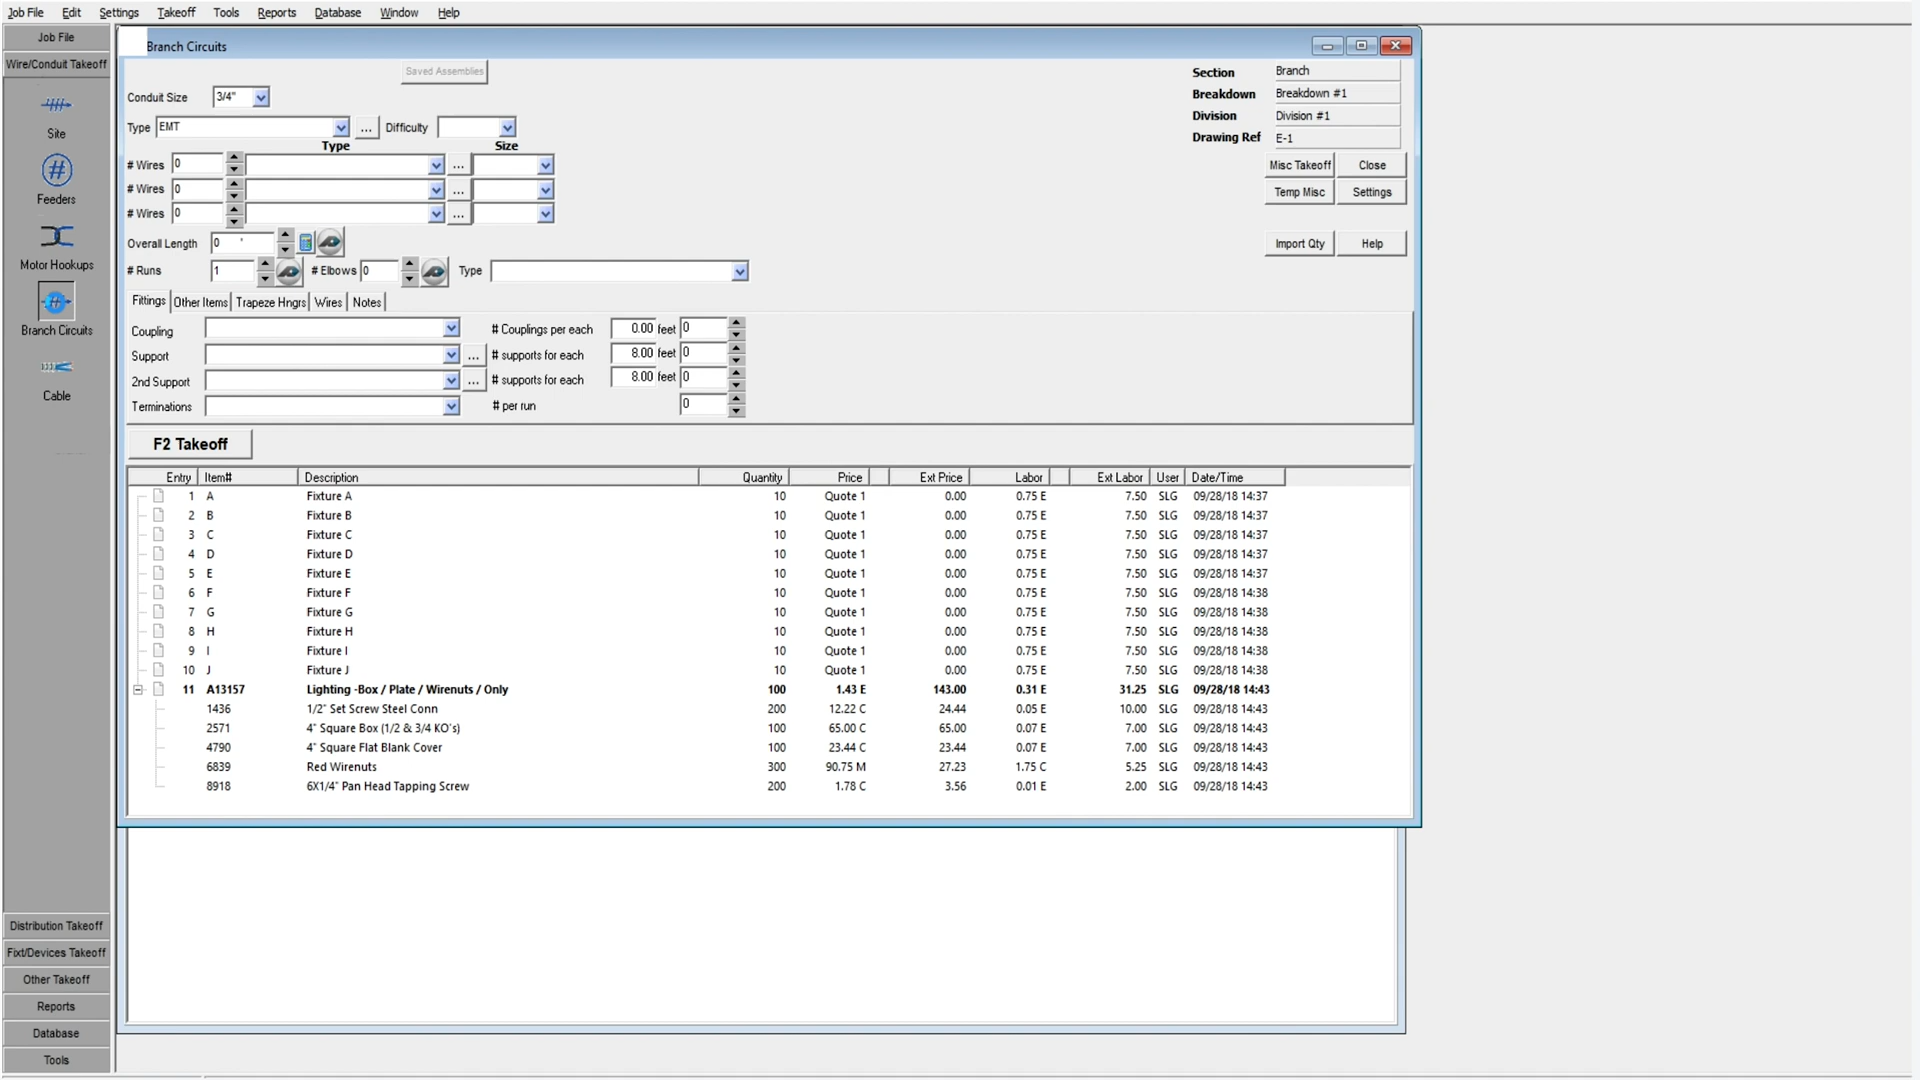 Job File Edit Settings Takeoff Tools Reports Database Window Help
Job File
Wire/Conduit Takeoff
Site
Feeders
Motor Hookups
Branch Circuits
Cable
Distribution Takeoff
Fixt/Devices Takeoff
Other Takeoff
Reports
Database
Tools
Branch Circuits
Saved Assemblies
Conduit Size 3/4"
Type EMT ... Difficulty
Type Size
# Wires 0 ...
# Wires 0 ...
# Wires 0 ...
Overall Length 0 '
# Runs 1 # Elbows 0 Type
Section Branch
Breakdown Breakdown #1
Division Division #1
Drawing Ref E-1
Misc Takeoff Close
Temp Misc Settings
Import Qty Help
Fittings Other Items Trapeze Hngrs Wires Notes
Coupling # Couplings per each 0.00 feet 0
Support ... # supports for each 8.00 feet 0
2nd Support ... # supports for each 8.00 feet 0
Terminations # per run 0
F2 Takeoff
Entry Item# Description Quantity Price Ext Price Labor Ext Labor User Date/Time
1 A Fixture A 10 Quote 1 0.00 0.75 E 7.50 SLG 09/28/18 14:37
2 B Fixture B 10 Quote 1 0.00 0.75 E 7.50 SLG 09/28/18 14:37
3 C Fixture C 10 Quote 1 0.00 0.75 E 7.50 SLG 09/28/18 14:37
4 D Fixture D 10 Quote 1 0.00 0.75 E 7.50 SLG 09/28/18 14:37
5 E Fixture E 10 Quote 1 0.00 0.75 E 7.50 SLG 09/28/18 14:37
6 F Fixture F 10 Quote 1 0.00 0.75 E 7.50 SLG 09/28/18 14:38
7 G Fixture G 10 Quote 1 0.00 0.75 E 7.50 SLG 09/28/18 14:38
8 H Fixture H 10 Quote 1 0.00 0.75 E 7.50 SLG 09/28/18 14:38
9 I Fixture I 10 Quote 1 0.00 0.75 E 7.50 SLG 09/28/18 14:38
10 J Fixture J 10 Quote 1 0.00 0.75 E 7.50 SLG 09/28/18 14:38
11 A13157 Lighting -Box / Plate / Wirenuts / Only 100 1.43 E 143.00 0.31 E 31.25 SLG 09/28/18 14:43
1436 1/2" Set Screw Steel Conn 200 12.22 C 24.44 0.05 E 10.00 SLG 09/28/18 14:43
2571 4" Square Box (1/2 & 3/4 KO's) 100 65.00 C 65.00 0.07 E 7.00 SLG 09/28/18 14:43
4790 4" Square Flat Blank Cover 100 23.44 C 23.44 0.07 E 7.00 SLG 09/28/18 14:43
6839 Red Wirenuts 300 90.75 M 27.23 1.75 C 5.25 SLG 09/28/18 14:43
8918 6X1/4" Pan Head Tapping Screw 200 1.78 C 3.56 0.01 E 2.00 SLG 09/28/18 14:43